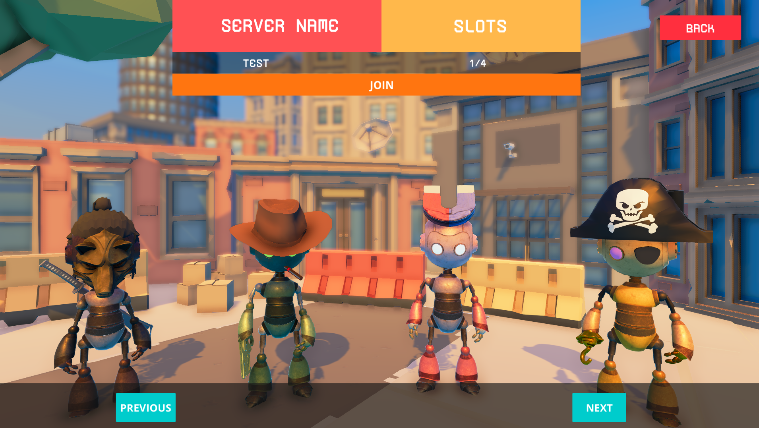 SERVER NAME SLOTS
BACK
TEST 1/4
JOIN
PREVIOUS NEXT